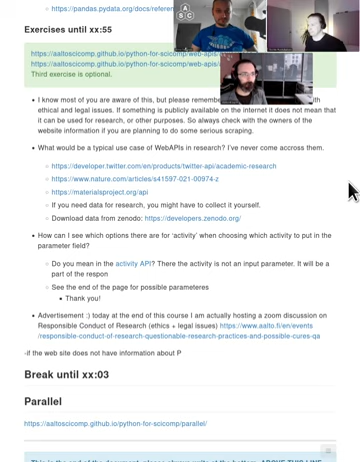 https://pandas.pydata.org/docs/referen
Exercises until xx:55
https://aaltoscicomp.github.io/python-for-scicomp/web-apis
https://aaltoscicomp.github.io/python-for-scicomp/web-apis/
Third exercise is optional.
I know most of you are aware of this, but please remembe
ith
ethical and legal issues. If something is publicly available on the internet it does not mean that
it can be used for research, or other purposes. So always check with the owners of the
website information if you are planning to do some serious scraping.
What would be a typical use case of WebAPIs in research? I've never come accross them.
https://developer.twitter.com/en/products/twitter-api/academic-research
https://www.nature.com/articles/s41597-021-00974-z
https://materialsproject.org/api
If you need data for research, you might have to collect it yourself.
Download data from zenodo: https://developers.zenodo.org/
How can I see which options there are for 'activity' when choosing which activity to put in the
parameter field?
Do you mean in the activity API? There the activity is not an input parameter. It will be a
part of the respon
See the end of the page for possible parameteres
Thank you!
Advertisement :) today at the end of this course I am actually hosting a zoom discussion on
Responsible Conduct of Research (ethics + legal issues) https://www.aalto.fi/en/events
/responsible-conduct-of-research-questionable-research-practices-and-possible-cures-qa
-if the web site does not have information about P
Break until xx:03
Parallel
https://aaltoscicomp.github.io/python-for-scicomp/parallel/